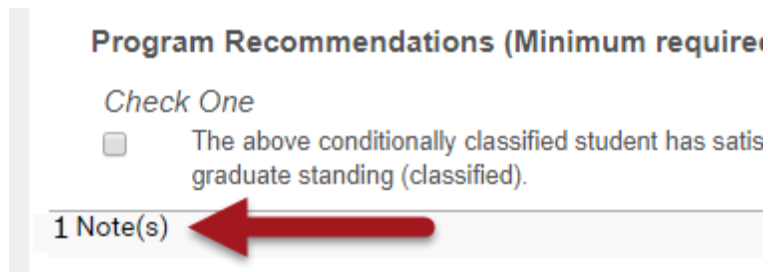 Program Recommendations (Minimum require
Check One
The above conditionally classified student has satis
graduate standing (classified).
1 Note(s)